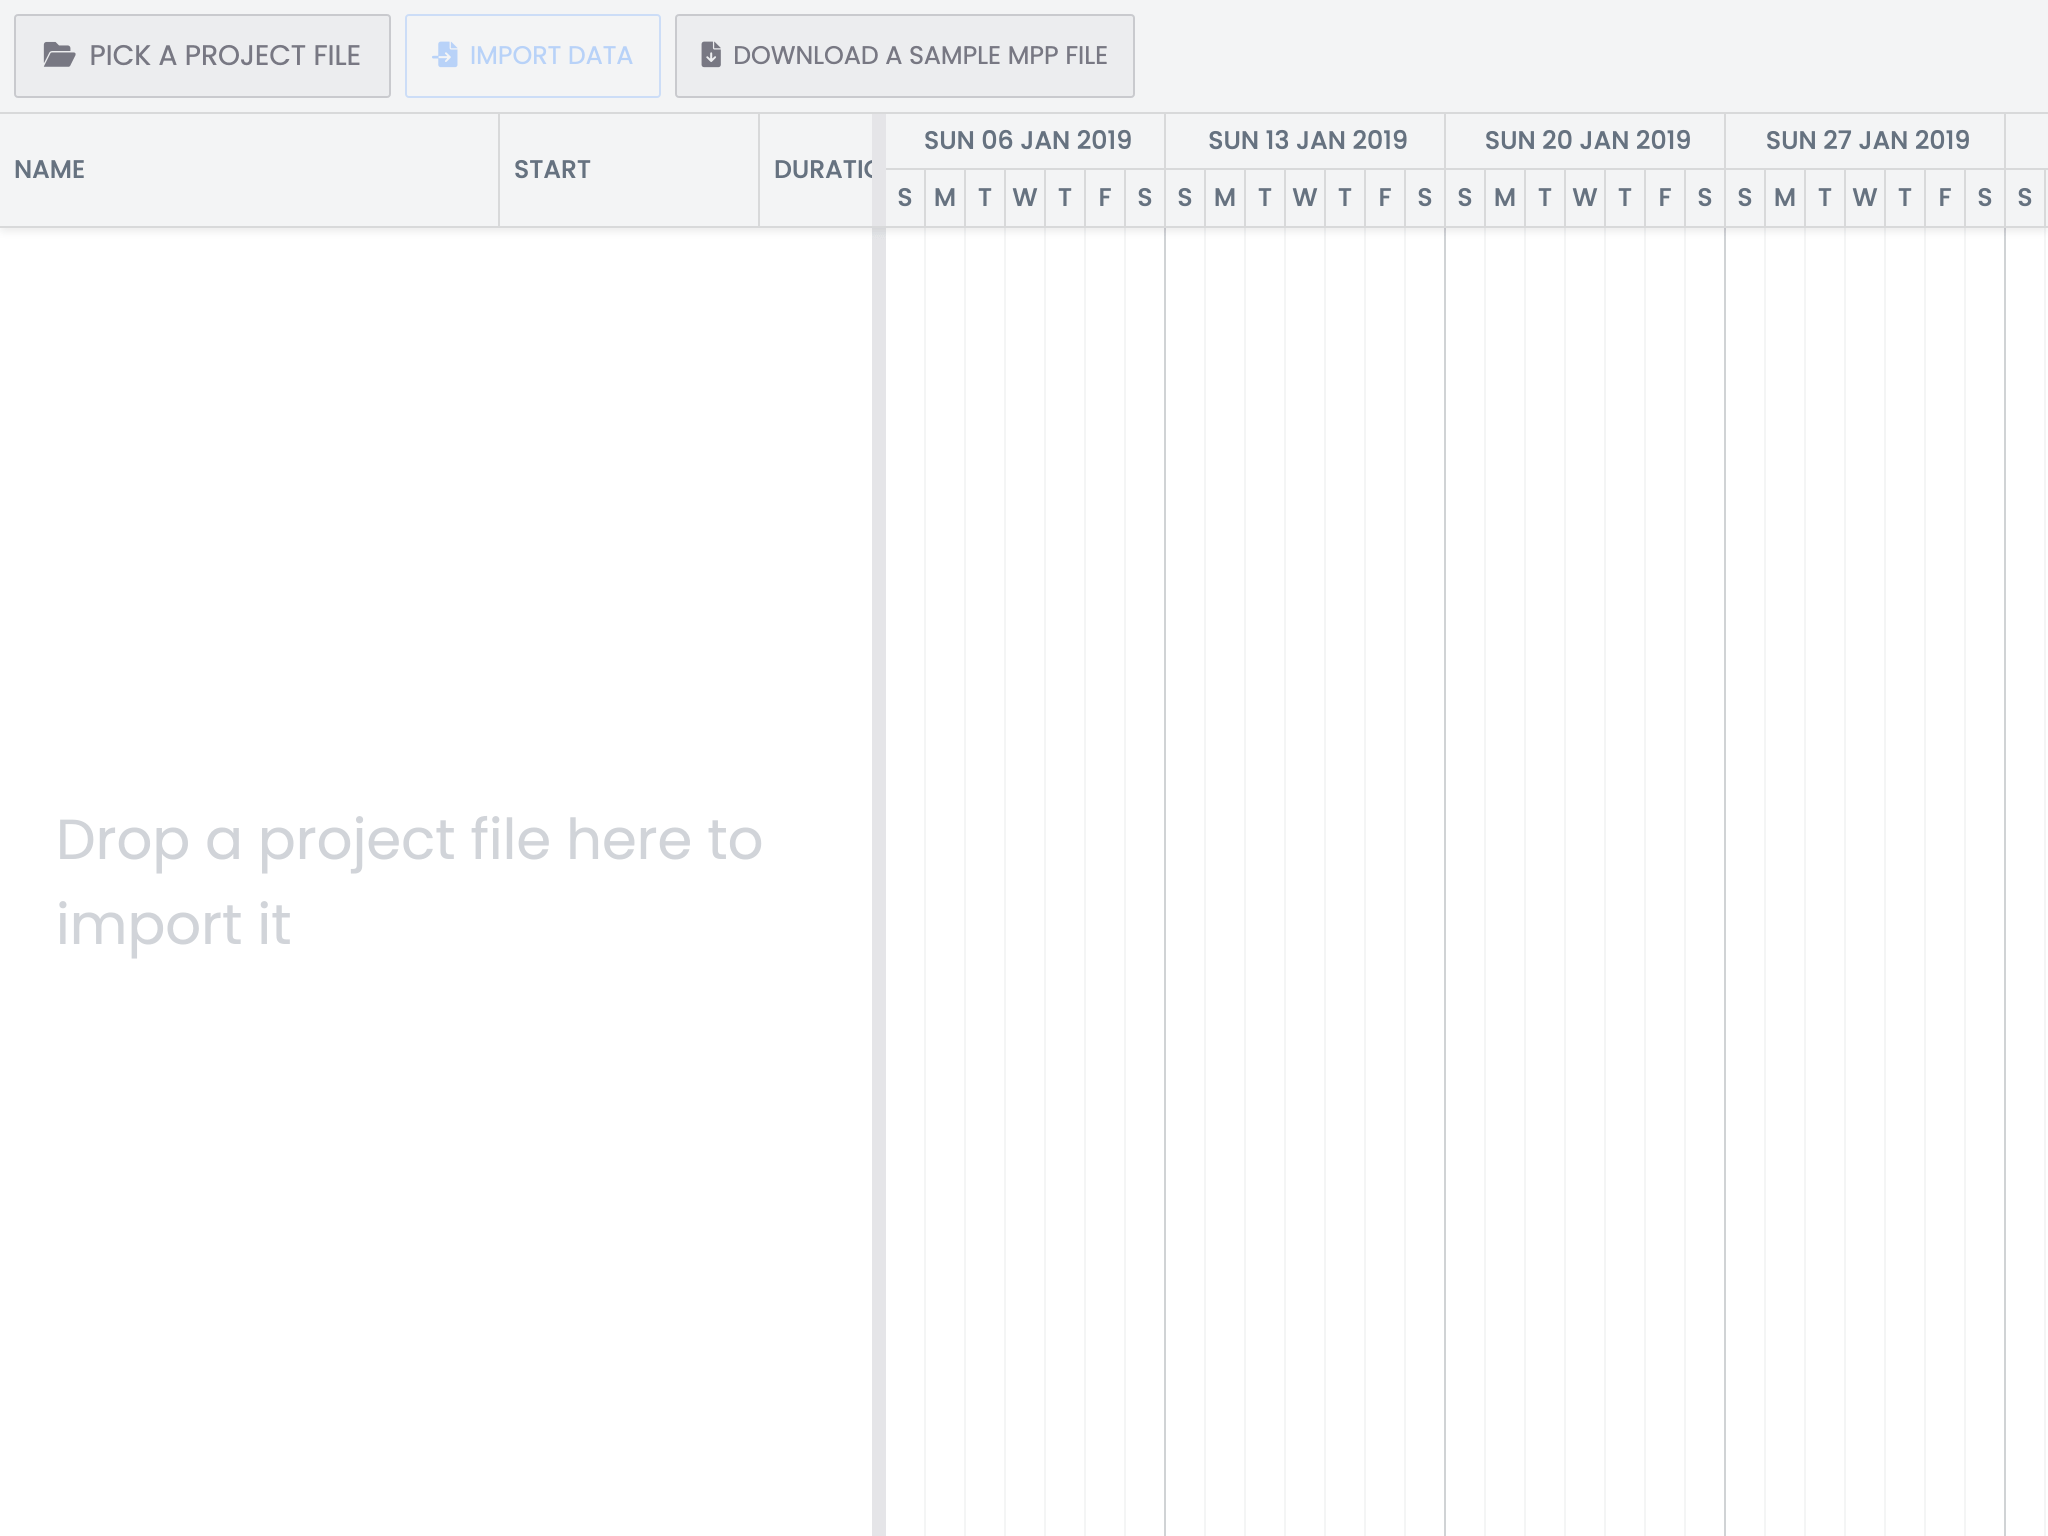 PICK A PROJECT FILE IMPORT DATA DOWNLOAD A SAMPLE MPP FILE
NAME START DURATIO SUN 06 JAN 2019 SUN 13 JAN 2019 SUN 20 JAN 2019 SUN 27 JAN 2019
S M T W T F S S M T W T F S S M T W T F S S M T W T F S S
Drop a project file here to
import it